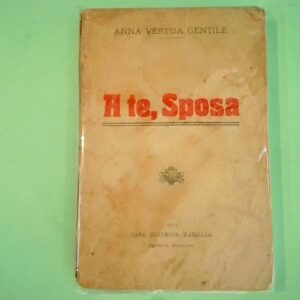 ANNA VERTUA GENTILE
A te, Sposa
CASA EDITRICE MADELLA